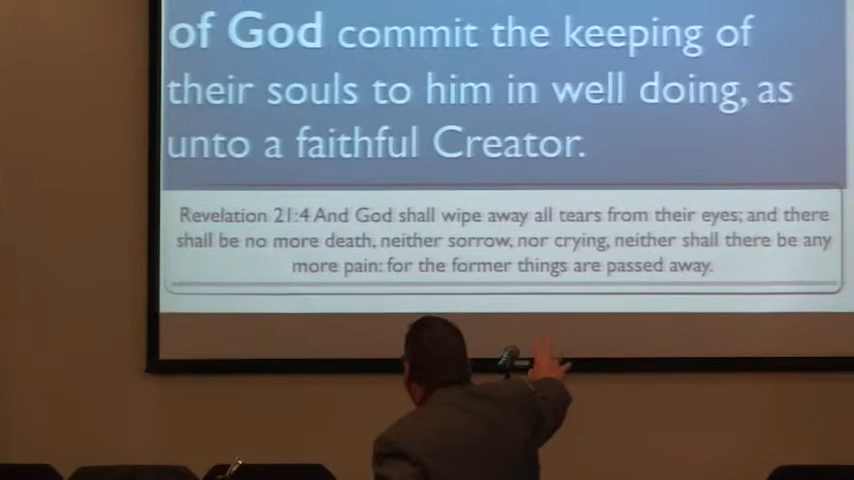 of God commit the keeping of
their souls to him in well doing, as
unto a faithful Creator.
Revelation 21:4 And God shall wipe away all tears from their eyes; and there
shall be no more death, neither sorrow, nor crying, neither shall there be any
more pain: for the former things are passed away.